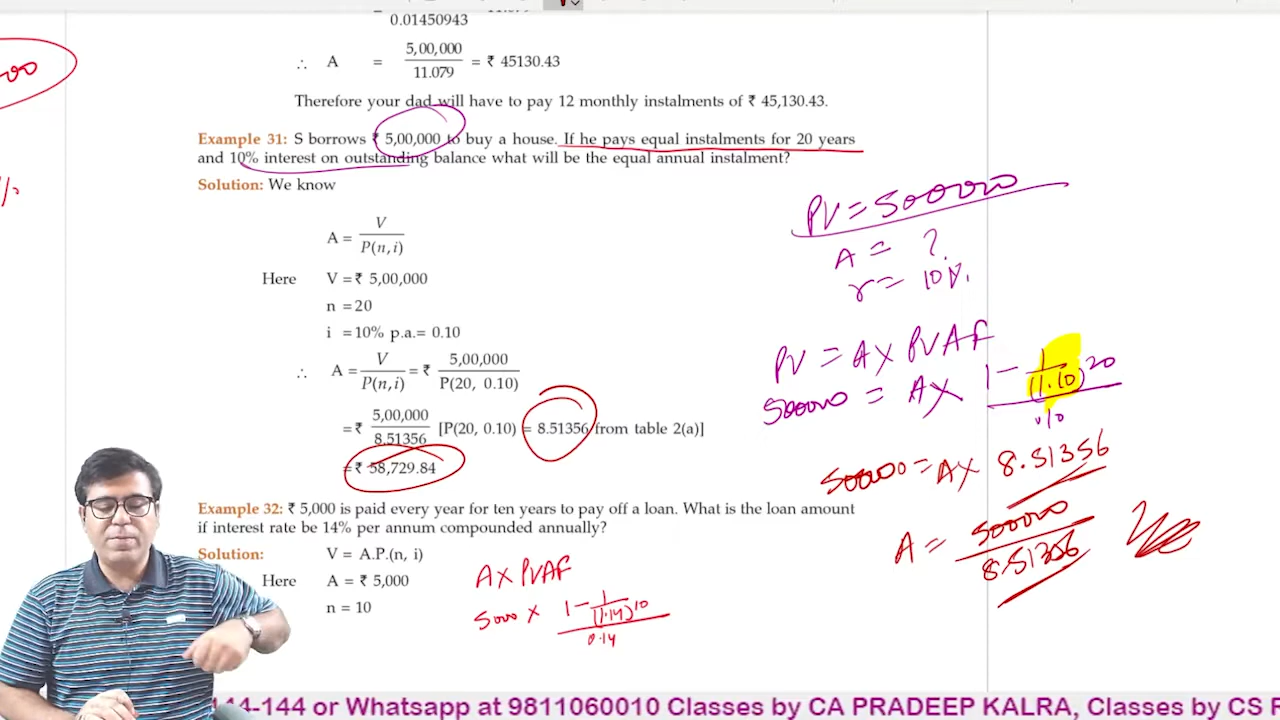 0.01450943
∴ A = 5,00,000 / 11.079 = ₹ 45130.43
Therefore your dad will have to pay 12 monthly instalments of ₹ 45,130.43.
Example 31: S borrows ₹ 5,00,000 to buy a house. If he pays equal instalments for 20 years
and 10% interest on outstanding balance what will be the equal annual instalment?
Solution: We know
A = V / P(n, i)
Here V = ₹ 5,00,000
n = 20
i = 10% p.a. = 0.10
∴ A = V / P(n, i) = ₹ 5,00,000 / P(20, 0.10)
= ₹ 5,00,000 / 8.51356 [P(20, 0.10) = 8.51356 from table 2(a)]
= ₹ 58,729.84
Example 32: ₹ 5,000 is paid every year for ten years to pay off a loan. What is the loan amount
if interest rate be 14% per annum compounded annually?
Solution: V = A.P.(n, i)
Here A = ₹ 5,000
n = 10
A x PVAF
5000 x 1 - 1 / (1.14)10 / 0.14
PV = 500000
A = ?
r = 10%
PV = A x PVAF
500000 = A x 1 - 1 / (1.10)20 / 0.10
500000 = A x 8.51356
A = 500000 / 8.51356
14-144 or Whatsapp at 9811060010 Classes by CA PRADEEP KALRA, Classes by CS